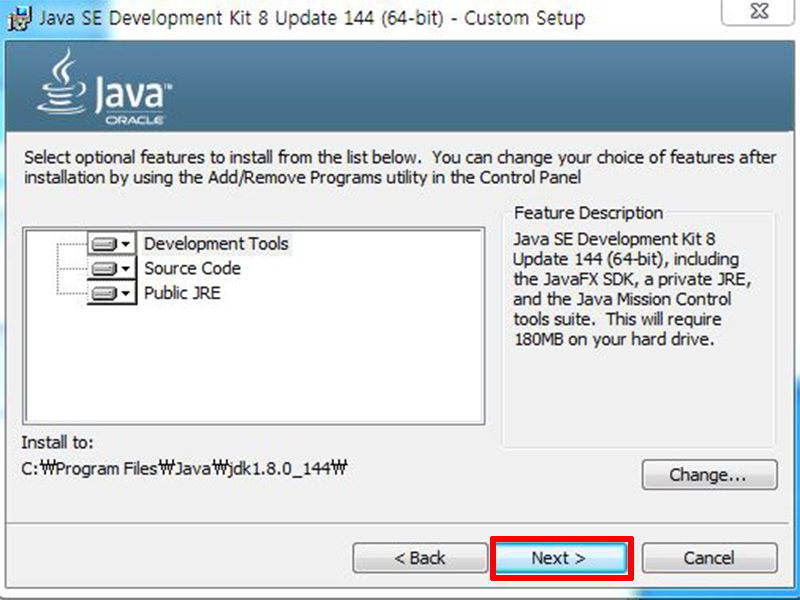 Java SE Development Kit 8 Update 144 (64-bit) - Custom Setup
Java™
ORACLE
Select optional features to install from the list below.  You can change your choice of features after
installation by using the Add/Remove Programs utility in the Control Panel
Development Tools
Source Code
Public JRE
Feature Description
Java SE Development Kit 8
Update 144 (64-bit), including
the JavaFX SDK, a private JRE,
and the Java Mission Control
tools suite.  This will require
180MB on your hard drive.
Install to:
C:₩Program Files₩Java₩jdk1.8.0_144₩
Change...
< Back
Next >
Cancel